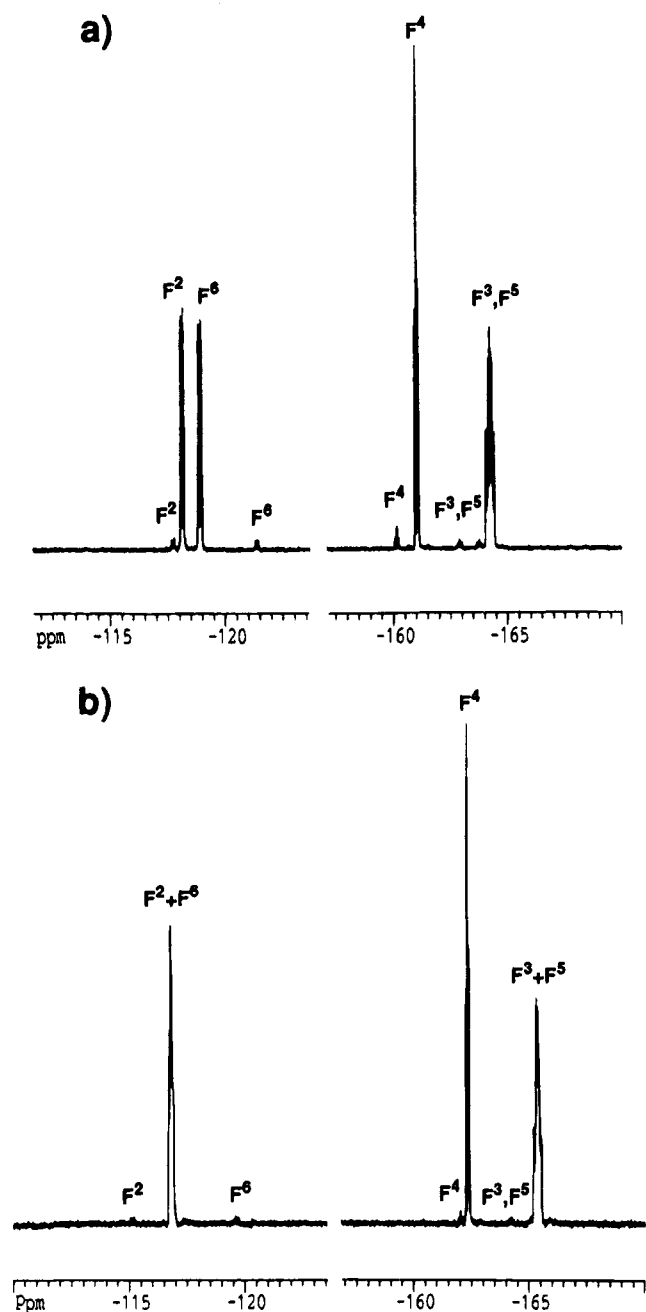 a)
F⁴
F² F⁶ F³,F⁵
F² F⁶ F⁴ F³,F⁵
ppm -115 -120 -160 -165
b)
F⁴
F²+F⁶
F³+F⁵
F² F⁶ F⁴ F³,F⁵
ppm -115 -120 -160 -165